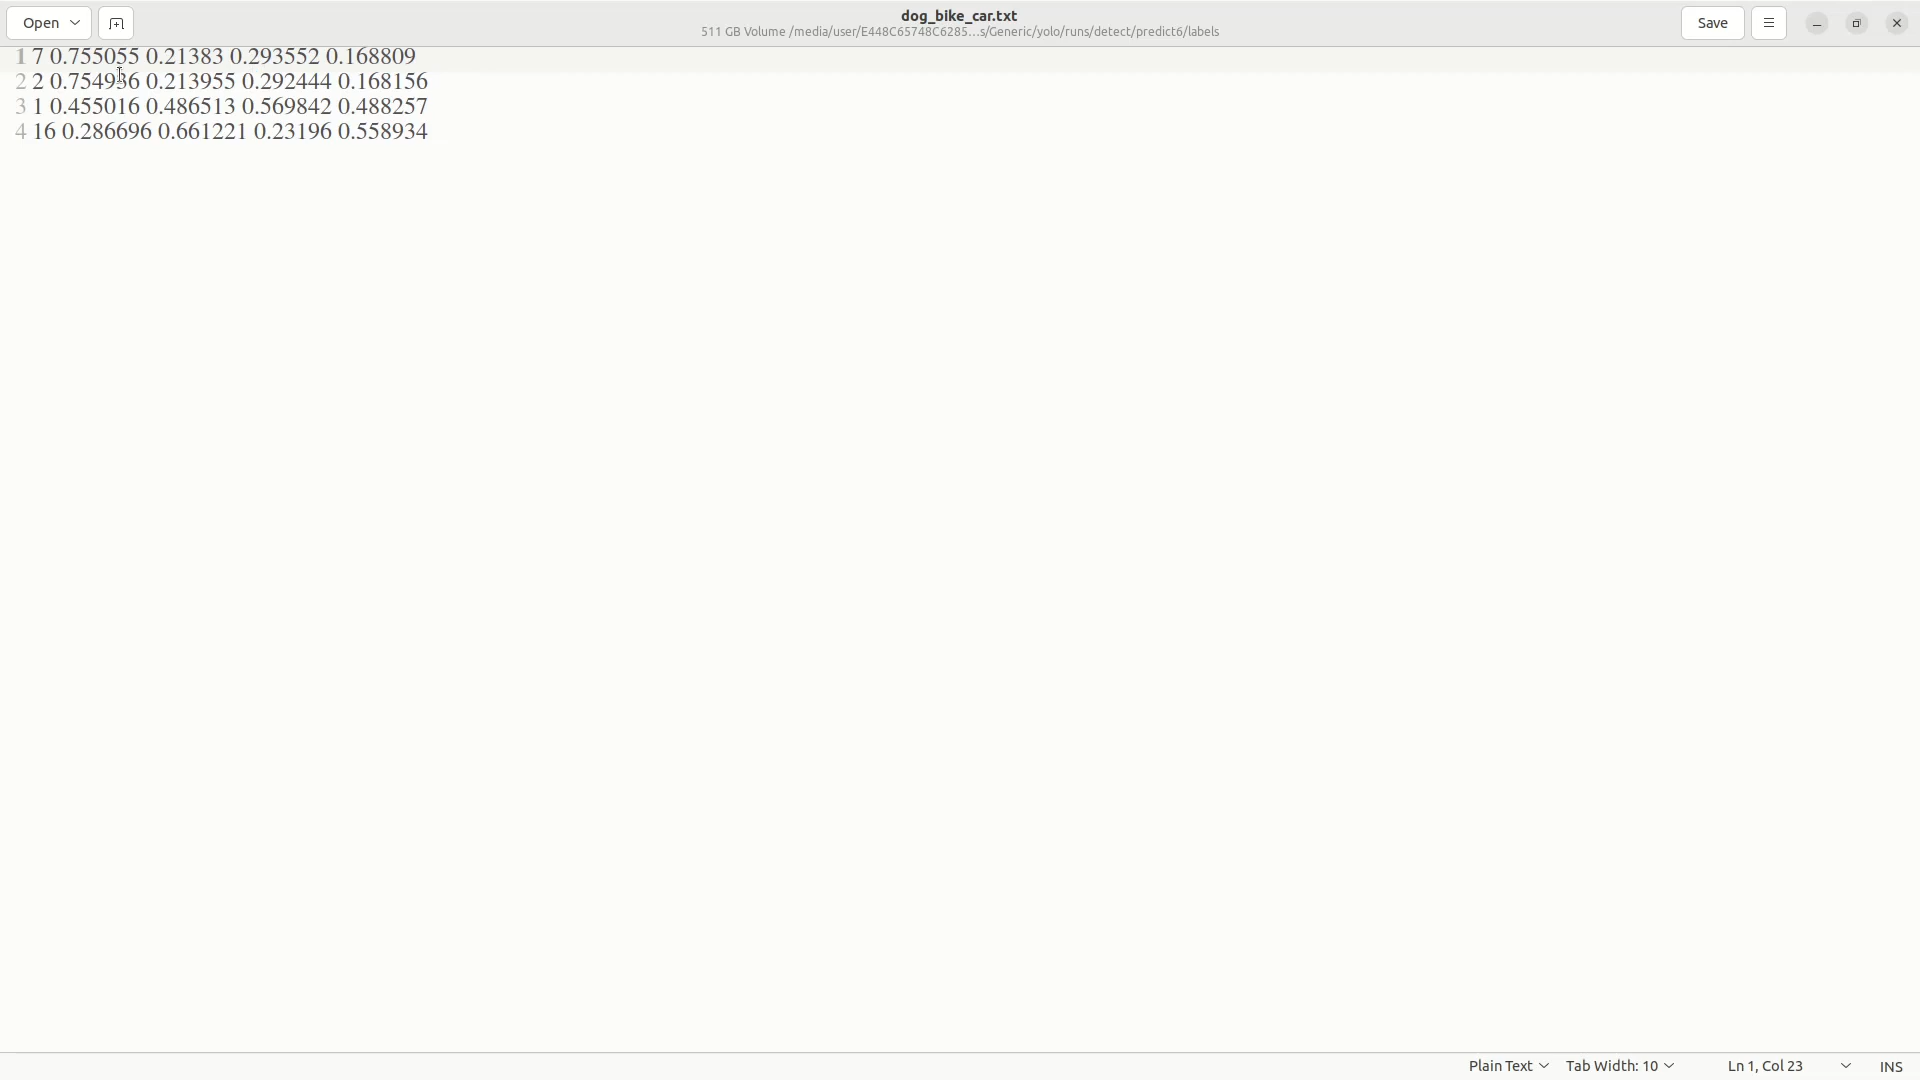 Open
dog_bike_car.txt
511 GB Volume /media/user/E448C65748C6285...s/Generic/yolo/runs/detect/predict6/labels
Save
1 7 0.755055 0.21383 0.293552 0.168809
2 2 0.754936 0.213955 0.292444 0.168156
3 1 0.455016 0.486513 0.569842 0.488257
4 16 0.286696 0.661221 0.23196 0.558934
Plain Text Tab Width: 10 Ln 1, Col 23 INS